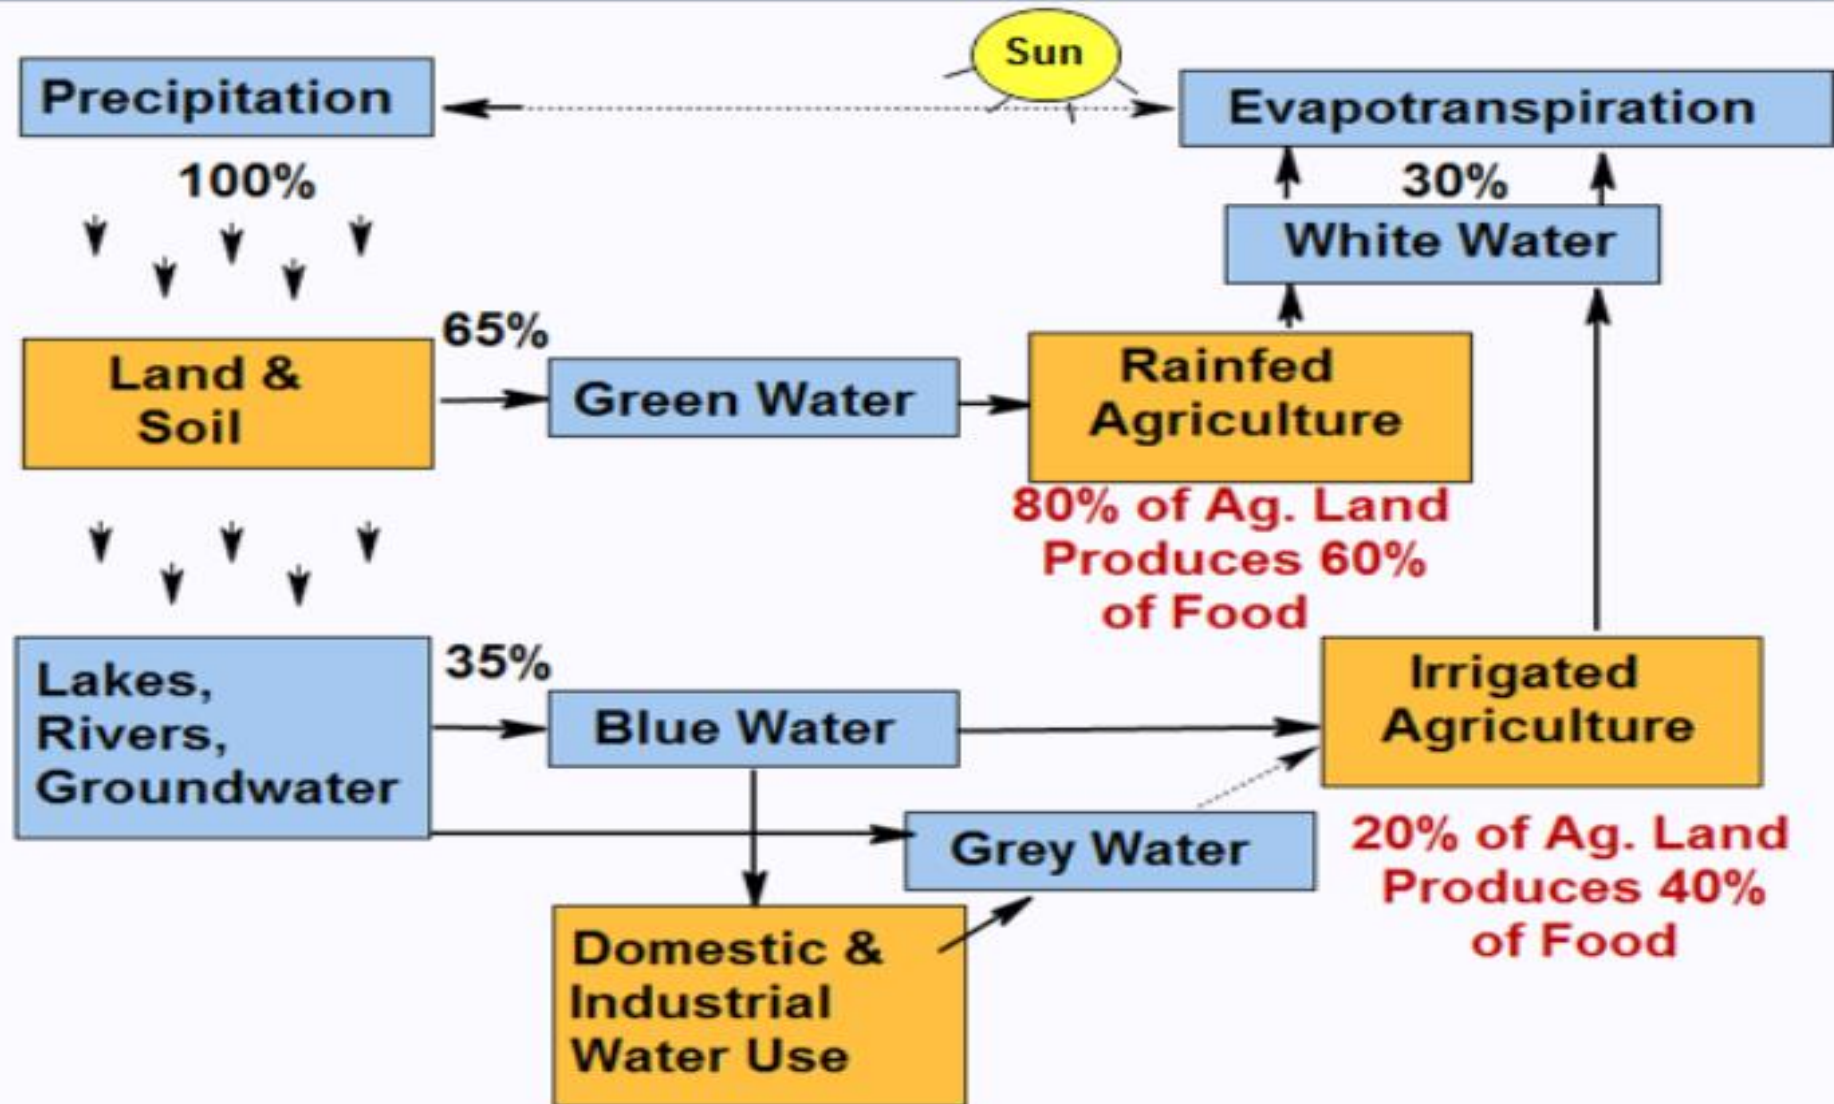 Sun
Precipitation
Evapotranspiration
100%
30%
White Water
65%
Land &
Soil
Green Water
Rainfed
Agriculture
80% of Ag. Land
Produces 60%
of Food
Lakes,
Rivers,
Groundwater
35%
Blue Water
Irrigated
Agriculture
Grey Water
20% of Ag. Land
Produces 40%
of Food
Domestic &
Industrial
Water Use